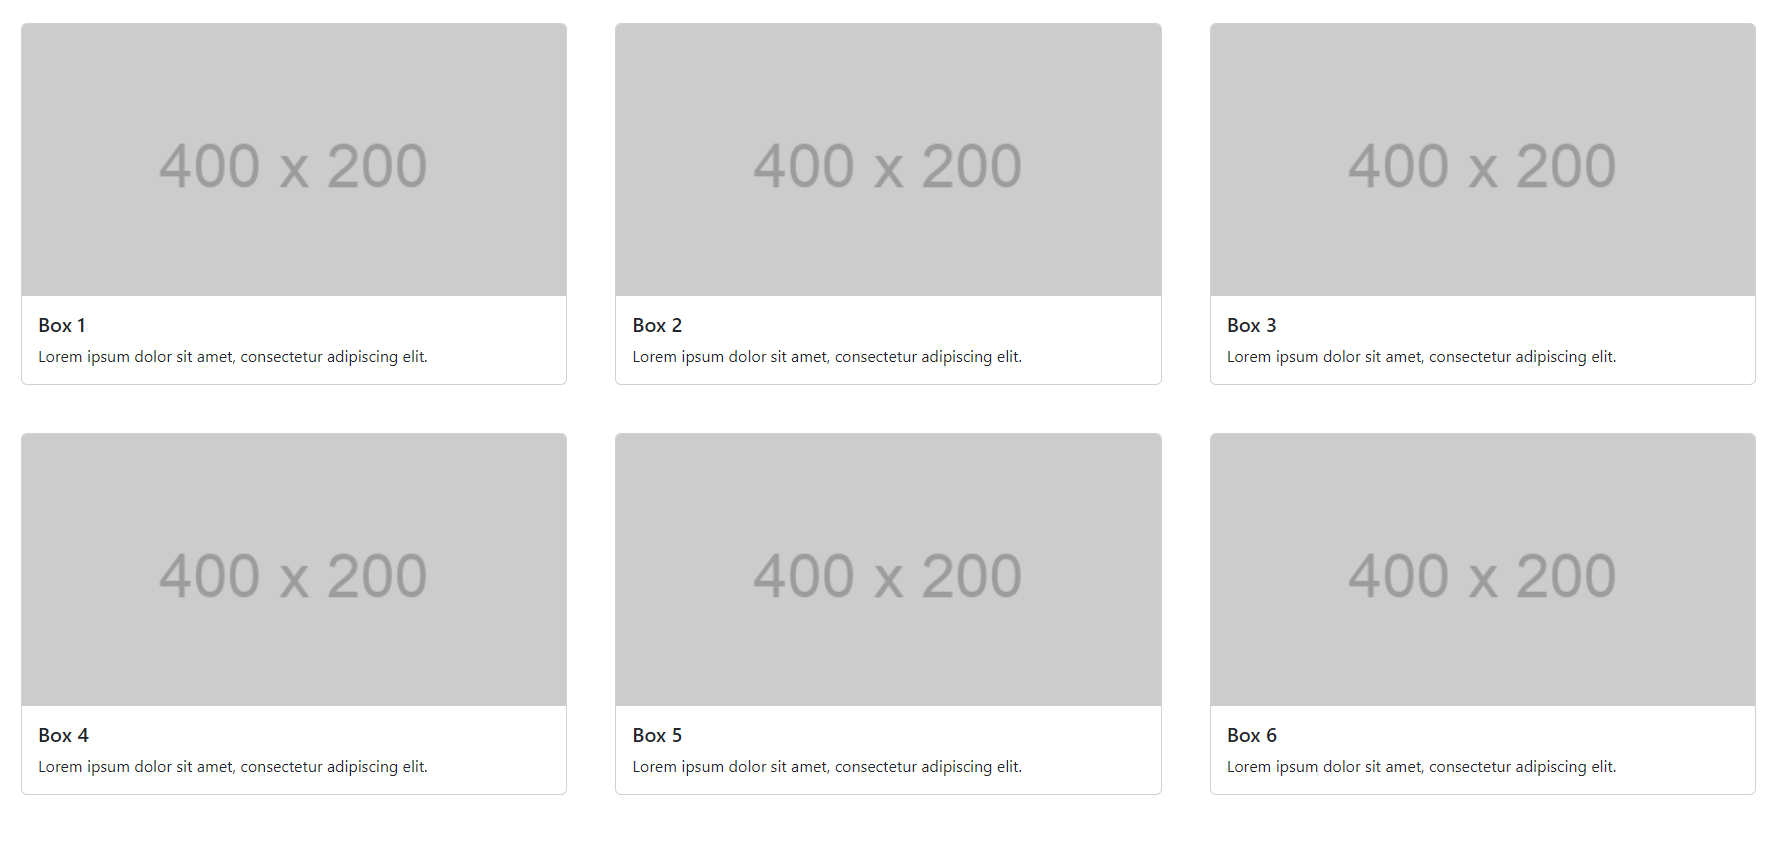 400 x 200
400 x 200
400 x 200
Box 1
Lorem ipsum dolor sit amet, consectetur adipiscing elit.
Box 2
Lorem ipsum dolor sit amet, consectetur adipiscing elit.
Box 3
Lorem ipsum dolor sit amet, consectetur adipiscing elit.
400 x 200
400 x 200
400 x 200
Box 4
Lorem ipsum dolor sit amet, consectetur adipiscing elit.
Box 5
Lorem ipsum dolor sit amet, consectetur adipiscing elit.
Box 6
Lorem ipsum dolor sit amet, consectetur adipiscing elit.